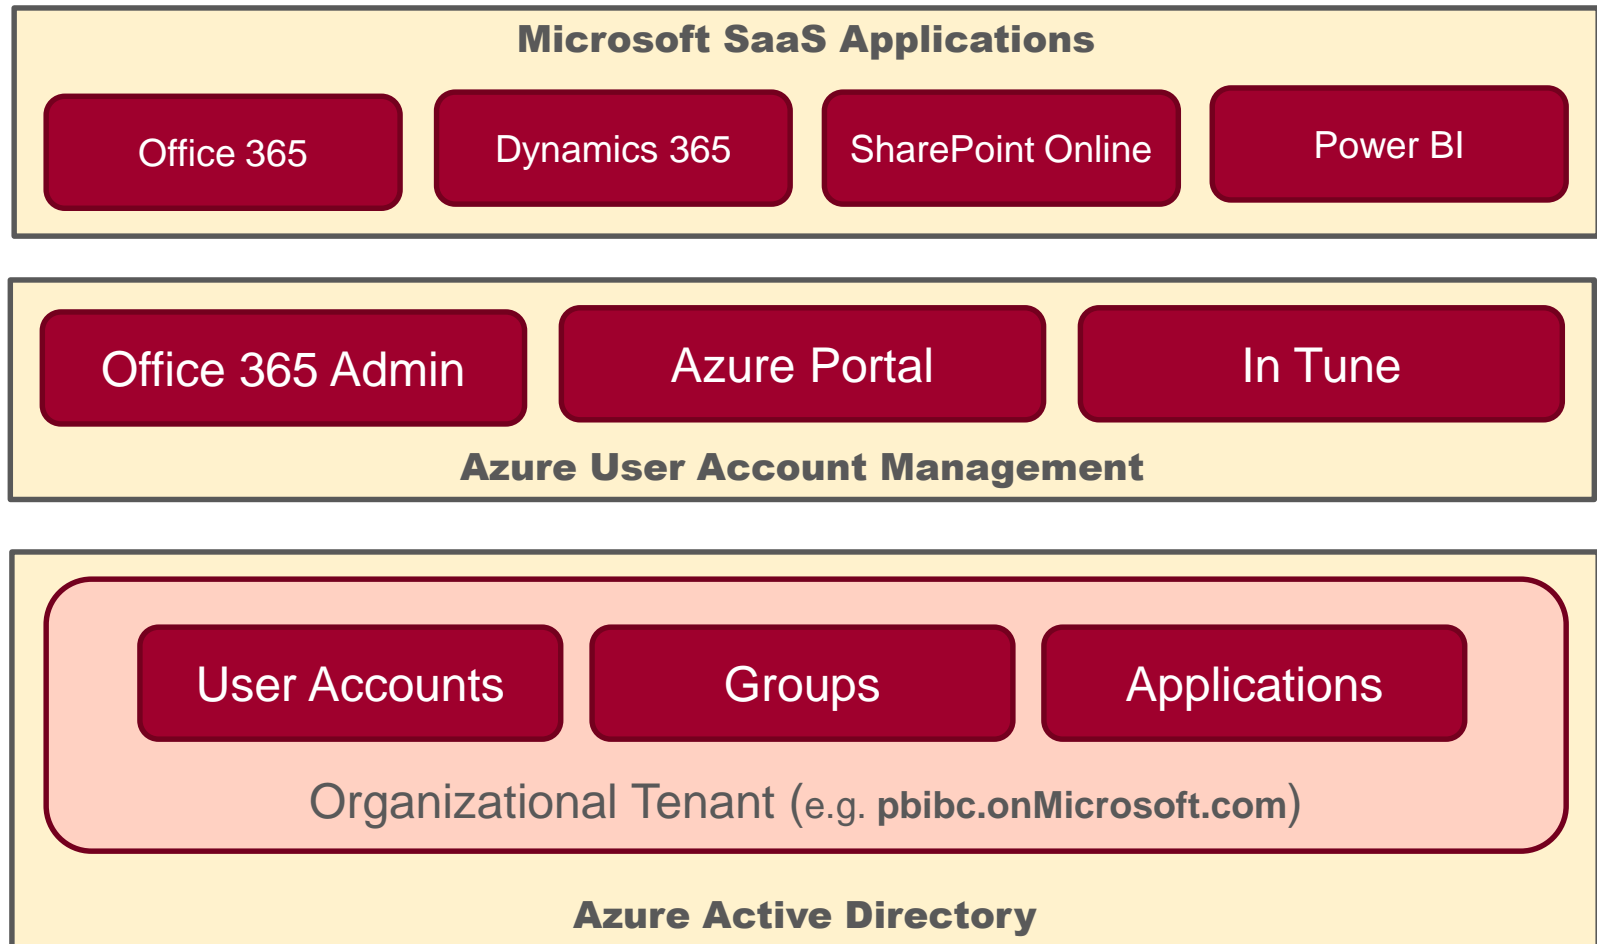 Microsoft SaaS Applications
Office 365
Dynamics 365
SharePoint Online
Power BI
Office 365 Admin
Azure Portal
In Tune
Azure User Account Management
User Accounts
Groups
Applications
Organizational Tenant (e.g. pbibc.onMicrosoft.com)
Azure Active Directory